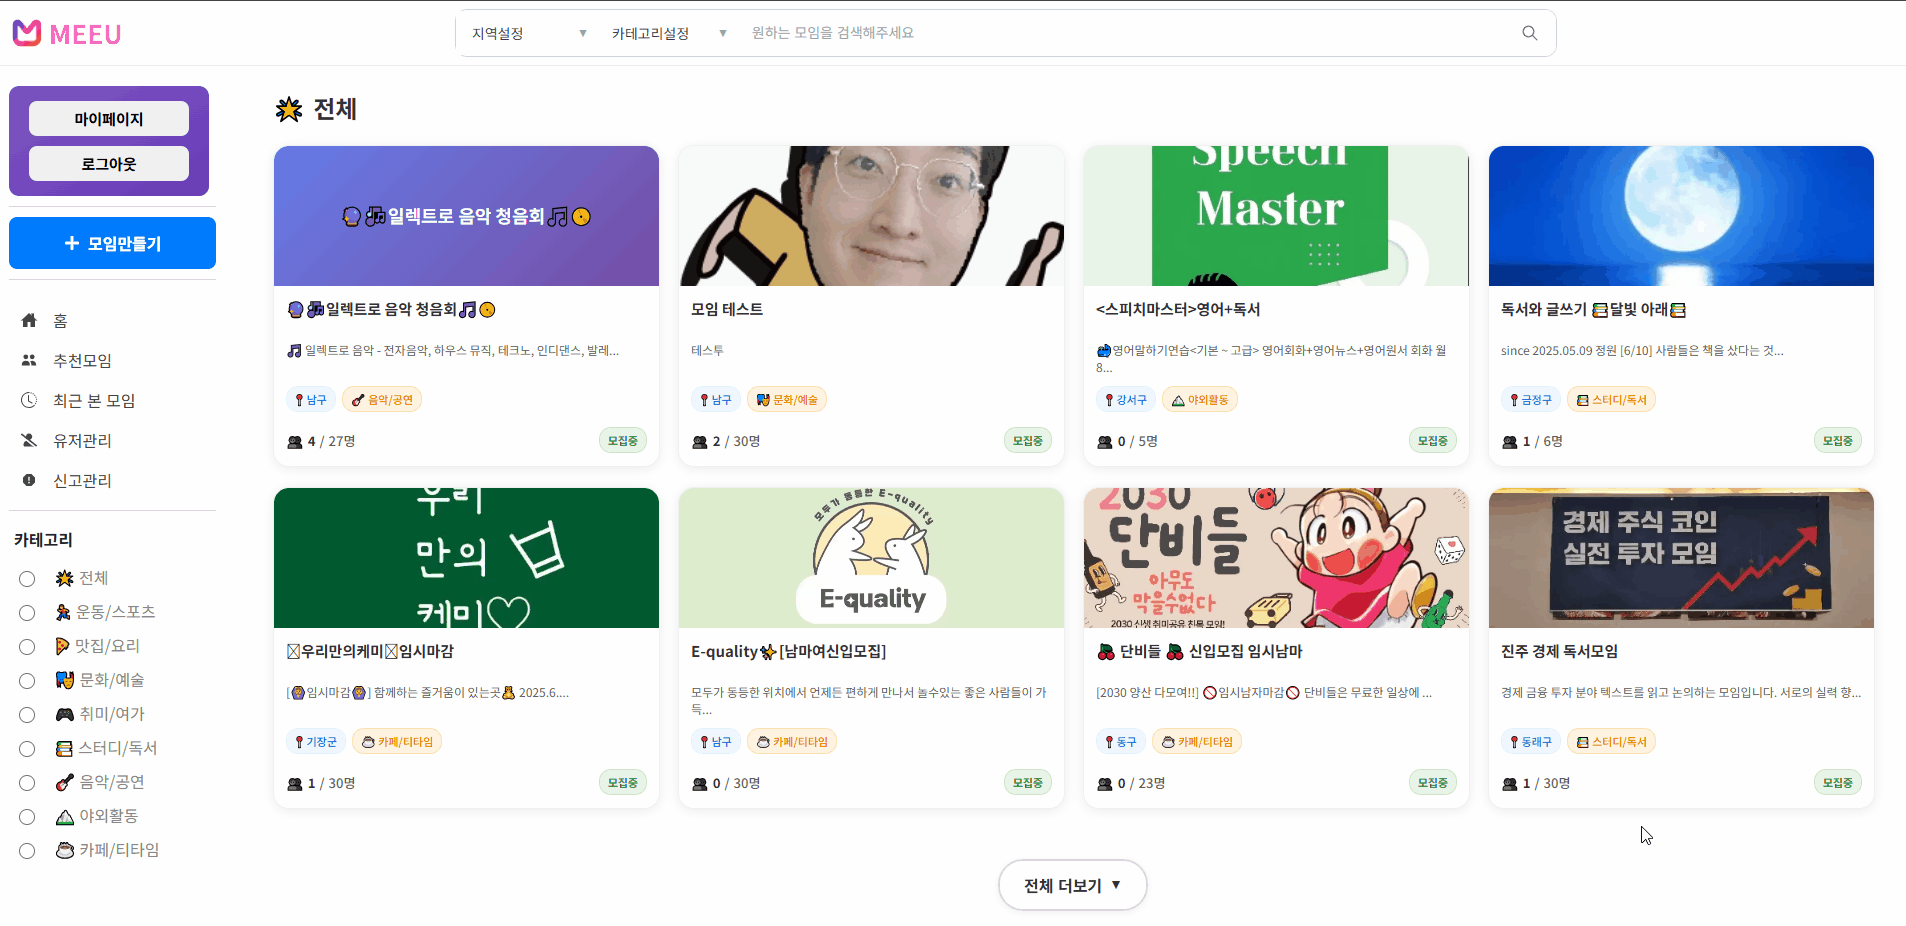 MEEU
지역설정 ▼ 카테고리설정 ▼ 원하는 모임을 검색해주세요
마이페이지
로그아웃
+ 모임만들기
홈
추천모임
최근 본 모임
유저관리
신고관리
카테고리
전체
운동/스포츠
맛집/요리
문화/예술
취미/여가
스터디/독서
음악/공연
야외활동
카페/티타임
🌟 전체
🔮🎶일렉트로 음악 청음회🎵📀
🔮🎶일렉트로 음악 청음회🎵📀
🎵 일렉트로 음악 - 전자음악, 하우스 뮤직, 테크노, 인디댄스, 발레...
📍남구 🎸음악/공연
4 / 27명 모집중
모임 테스트
테스투
📍남구 🎭문화/예술
2 / 30명 모집중
Speech
Master
<스피치마스터>영어+독서
영어말하기연습<기본 ~ 고급> 영어회화+영어뉴스+영어원서 회화 월
8...
📍강서구 야외활동
0 / 5명 모집중
독서와 글쓰기 📚달빛 아래📚
since 2025.05.09 정원 [6/10] 사람들은 책을 샀다는 것...
📍금정구 📚스터디/독서
1 / 6명 모집중
우리
만의
케미♡
우리만의케미임시마감
[🙆임시마감🙆] 함께하는 즐거움이 있는곳🧸 2025.6....
📍기장군 ☕카페/티타임
1 / 30명 모집중
모두가 동등한 E-quality
E-quality
E-quality✨[남마여신입모집]
모두가 동등한 위치에서 언제든 편하게 만나서 놀수있는 좋은 사람들이 가
득...
📍남구 ☕카페/티타임
0 / 30명 모집중
2030
단비들
아무도
막을수없다
2030 신생 취미공유 친목 모임!
🍒 단비들 🍒 신입모집 임시남마
[2030 양산 다모여!!] 🚫임시남자마감🚫 단비들은 무료한 일상에 ...
📍동구 ☕카페/티타임
0 / 23명 모집중
경제 주식 코인
실전 투자 모임
진주 경제 독서모임
경제 금융 투자 분야 텍스트를 읽고 논의하는 모임입니다. 서로의 실력 향...
📍동래구 📚스터디/독서
1 / 30명 모집중
전체 더보기 ▼